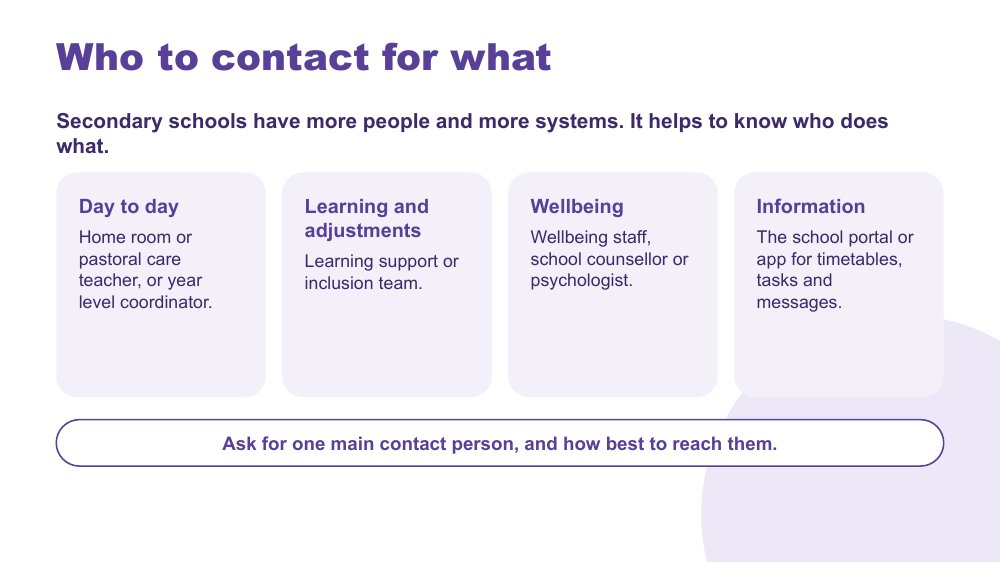 Who to contact for what
Secondary schools have more people and more systems. It helps to know who does
what.
Day to day
Home room or
pastoral care
teacher, or year
level coordinator.
Learning and
adjustments
Learning support or
inclusion team.
Wellbeing
Wellbeing staff,
school counsellor or
psychologist.
Information
The school portal or
app for timetables,
tasks and
messages.
Ask for one main contact person, and how best to reach them.